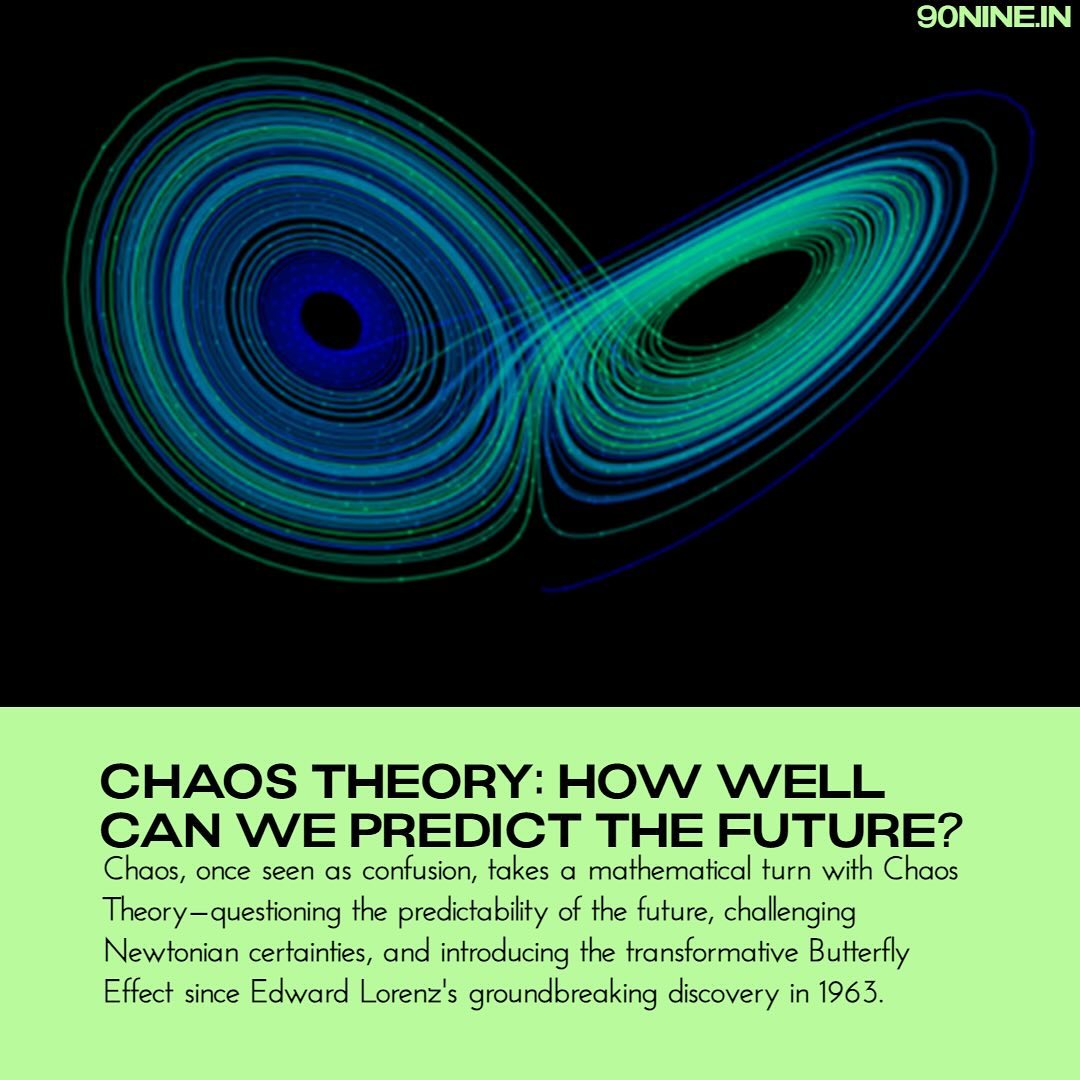 90NINE.IN
CHAOS THEORY: HOW WELL
CAN WE PREDICT THE FUTURE?
Chaos, once seen as confusion, takes a mathematical turn with Chaos
Theory—questioning the predictability of the future, challenging
Newtonian certainties, and introducing the transformative Butterfly
Effect since Edward Lorenz's groundbreaking discovery in 1963.